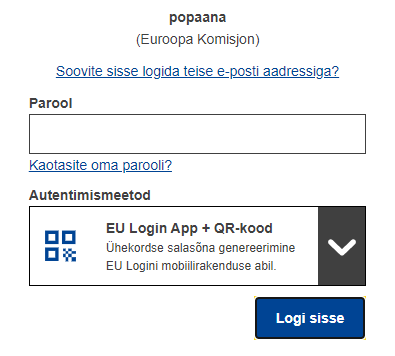 popaana
(Euroopa Komisjon)
Soovite sisse logida teise e-posti aadressiga?
Parool
Kaotasite oma parooli?
Autentimismeetod
EU Login App + QR-kood
Ühekordse salasõna genereerimine
EU Logini mobiilirakenduse abil.
Logi sisse